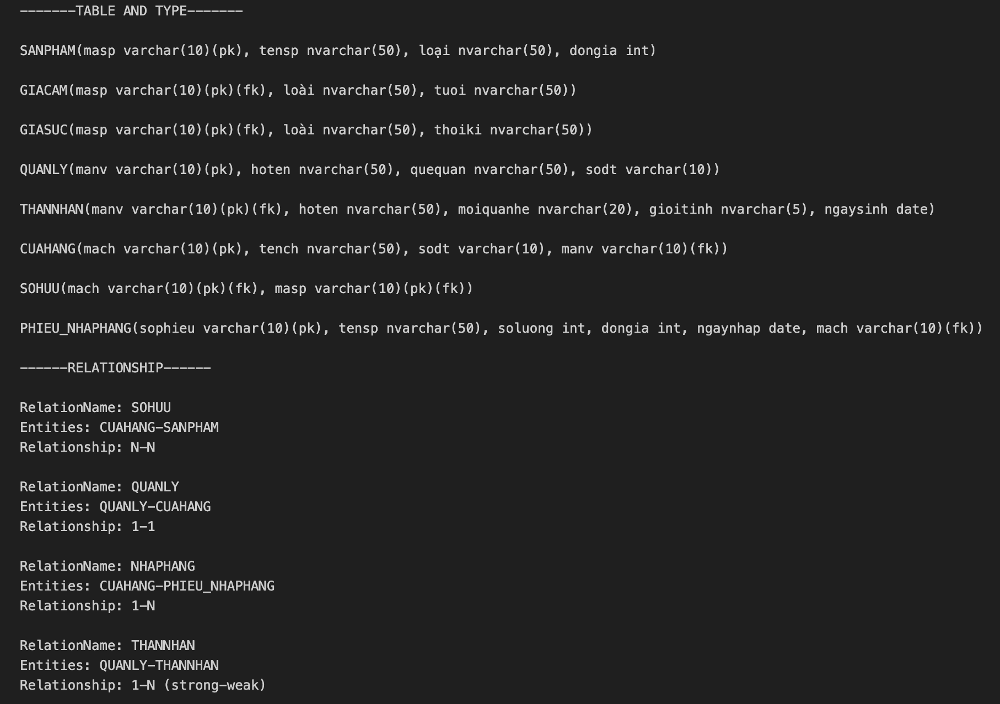 -------TABLE AND TYPE-------
SANPHAM(masp varchar(10)(pk), tensp nvarchar(50), loại nvarchar(50), dongia int)
GIACAM(masp varchar(10)(pk)(fk), loài nvarchar(50), tuoi nvarchar(50))
GIASUC(masp varchar(10)(pk)(fk), loài nvarchar(50), thoiki nvarchar(50))
QUANLY(manv varchar(10)(pk), hoten nvarchar(50), quequan nvarchar(50), sodt varchar(10))
THANNHAN(manv varchar(10)(pk)(fk), hoten nvarchar(50), moiquanhe nvarchar(20), gioitinh nvarchar(5), ngaysinh date)
CUAHANG(mach varchar(10)(pk), tench nvarchar(50), sodt varchar(10), manv varchar(10)(fk))
SOHUU(mach varchar(10)(pk)(fk), masp varchar(10)(pk)(fk))
PHIEU_NHAPHANG(sophieu varchar(10)(pk), tensp nvarchar(50), soluong int, dongia int, ngaynhap date, mach varchar(10)(fk))
------RELATIONSHIP------
RelationName: SOHUU
Entities: CUAHANG-SANPHAM
Relationship: N-N
RelationName: QUANLY
Entities: QUANLY-CUAHANG
Relationship: 1-1
RelationName: NHAPHANG
Entities: CUAHANG-PHIEU_NHAPHANG
Relationship: 1-N
RelationName: THANNHAN
Entities: QUANLY-THANNHAN
Relationship: 1-N (strong-weak)